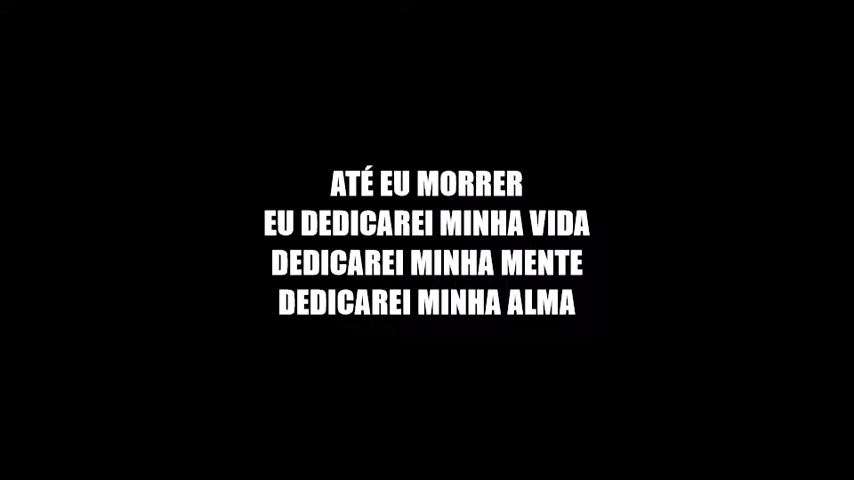 ATÉ EU MORRER
EU DEDICAREI MINHA VIDA
DEDICAREI MINHA MENTE
DEDICAREI MINHA ALMA